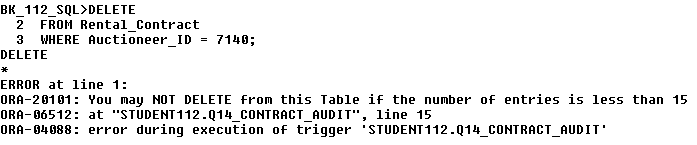 BK_112_SQL>DELETE
  2  FROM Rental_Contract
  3  WHERE Auctioneer_ID = 7140;
DELETE
*
ERROR at line 1:
ORA-20101: You may NOT DELETE from this Table if the number of entries is less than 15
ORA-06512: at "STUDENT112.Q14_CONTRACT_AUDIT", line 15
ORA-04088: error during execution of trigger 'STUDENT112.Q14_CONTRACT_AUDIT'